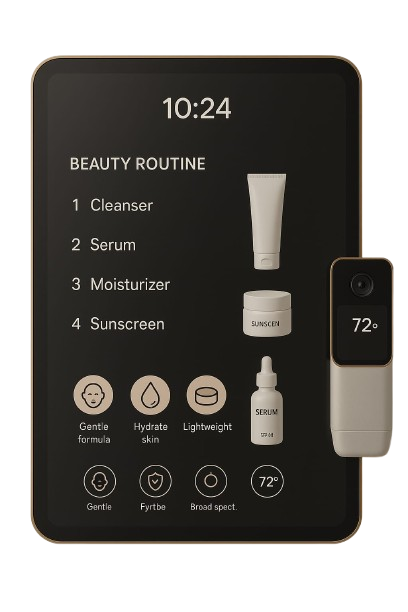 10:24
BEAUTY ROUTINE
1 Cleanser
2 Serum
3 Moisturizer
4 Sunscreen
SUNSCEN
72°
Gentle formula
Hydrate skin
Lightweight
SERUM
SPF 60
72°
Gentle
Fyrtbe
Broad spect.